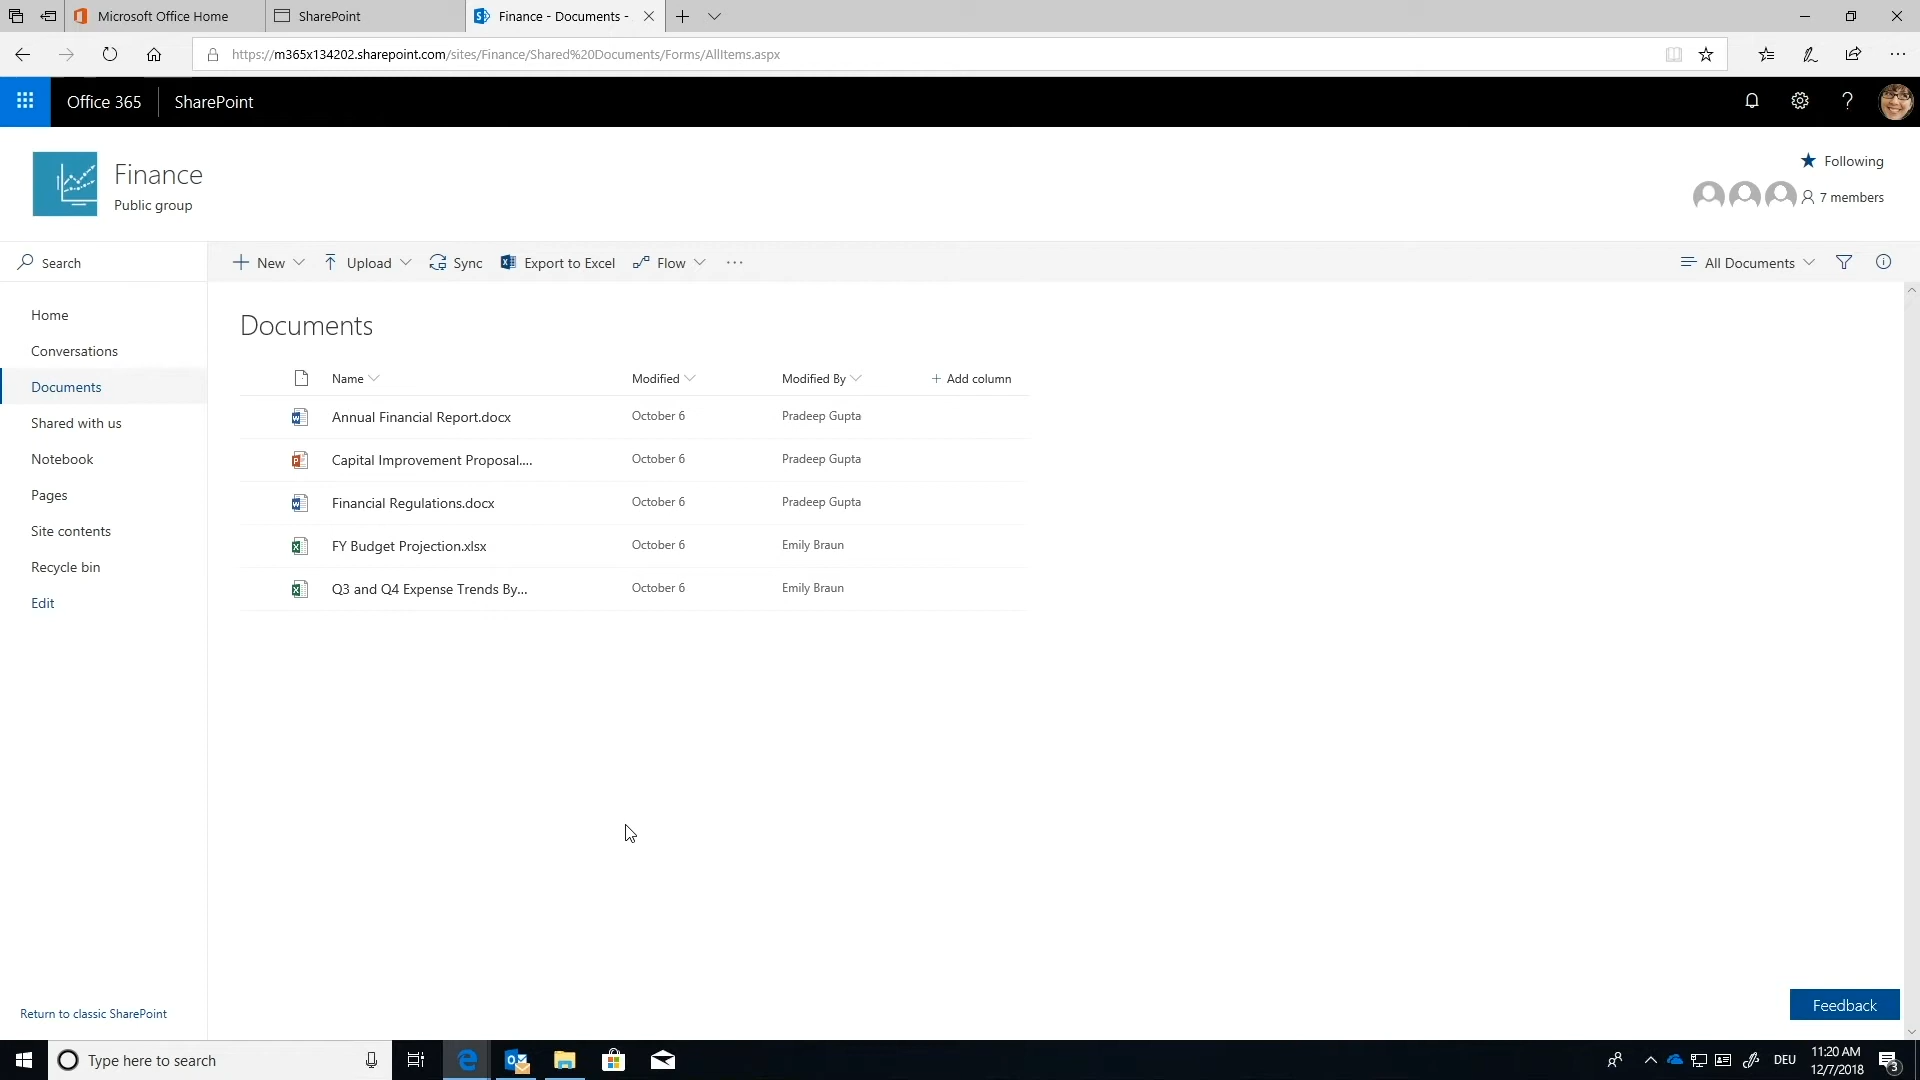 Microsoft Office Home
SharePoint
Finance - Documents -
https://m365x134202.sharepoint.com/sites/Finance/Shared%20Documents/Forms/AllItems.aspx
Office 365
SharePoint
Finance
Public group
Following
7 members
Search
New
Upload
Sync
Export to Excel
Flow
All Documents
Home
Conversations
Documents
Shared with us
Notebook
Pages
Site contents
Recycle bin
Edit
Return to classic SharePoint
Documents
Name Modified Modified By + Add column
Annual Financial Report.docx October 6 Pradeep Gupta
Capital Improvement Proposal.... October 6 Pradeep Gupta
Financial Regulations.docx October 6 Pradeep Gupta
FY Budget Projection.xlsx October 6 Emily Braun
Q3 and Q4 Expense Trends By... October 6 Emily Braun
Feedback
Type here to search
DEU
11:20 AM
12/7/2018
3